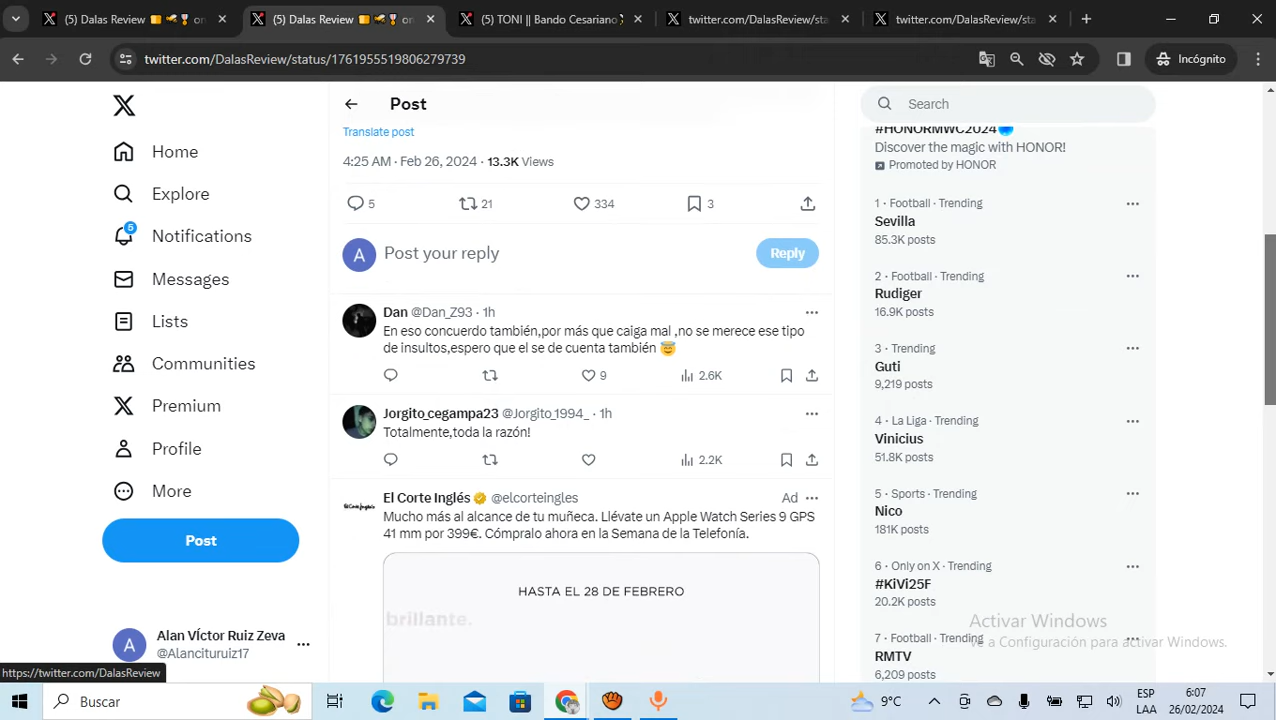 (5) Dalas Review
on
(5) Dalas Review
on
(5) TONI || Bando Cesariano
twitter.com/DalasReview/sta
twitter.com/DalasReview/sta
twitter.com/DalasReview/status/1761955519806279739
Incógnito
Post
Search
Translate post
4:25 AM · Feb 26, 2024 · 13.3K Views
5
21
334
3
A
Post your reply
Reply
Dan @Dan_Z93 · 1h
En eso concuerdo también,por más que caiga mal ,no se merece ese tipo
de insultos,espero que el se de cuenta también 😇
9
2.6K
Jorgito_cegampa23 @Jorgito_1994_ · 1h
Totalmente,toda la razón!
2.2K
El Corte Inglés
El Corte Inglés @elcorteingles
Ad
Mucho más al alcance de tu muñeca. Llévate un Apple Watch Series 9 GPS
41 mm por 399€. Cómpralo ahora en la Semana de la Telefonía.
HASTA EL 28 DE FEBRERO
brillante.
X
Home
Explore
5
Notifications
Messages
Lists
Communities
Premium
Profile
More
Post
A
Alan VÍctor Ruiz Zeva
@Alancituruiz17
https://twitter.com/DalasReview
#HONORMWC2024
Discover the magic with HONOR!
Promoted by HONOR
1 · Football · Trending
Sevilla
85.3K posts
2 · Football · Trending
Rudiger
16.9K posts
3 · Trending
Guti
9,219 posts
4 · La Liga · Trending
Vinicius
51.8K posts
5 · Sports · Trending
Nico
181K posts
6 · Only on X · Trending
#KiVi25F
20.2K posts
7 · Football · Trending
RMTV
6,209 posts
Activar Windows
Ve a Configuración para activar Windows.
Buscar
9°C
ESP
LAA
6:07
26/02/2024